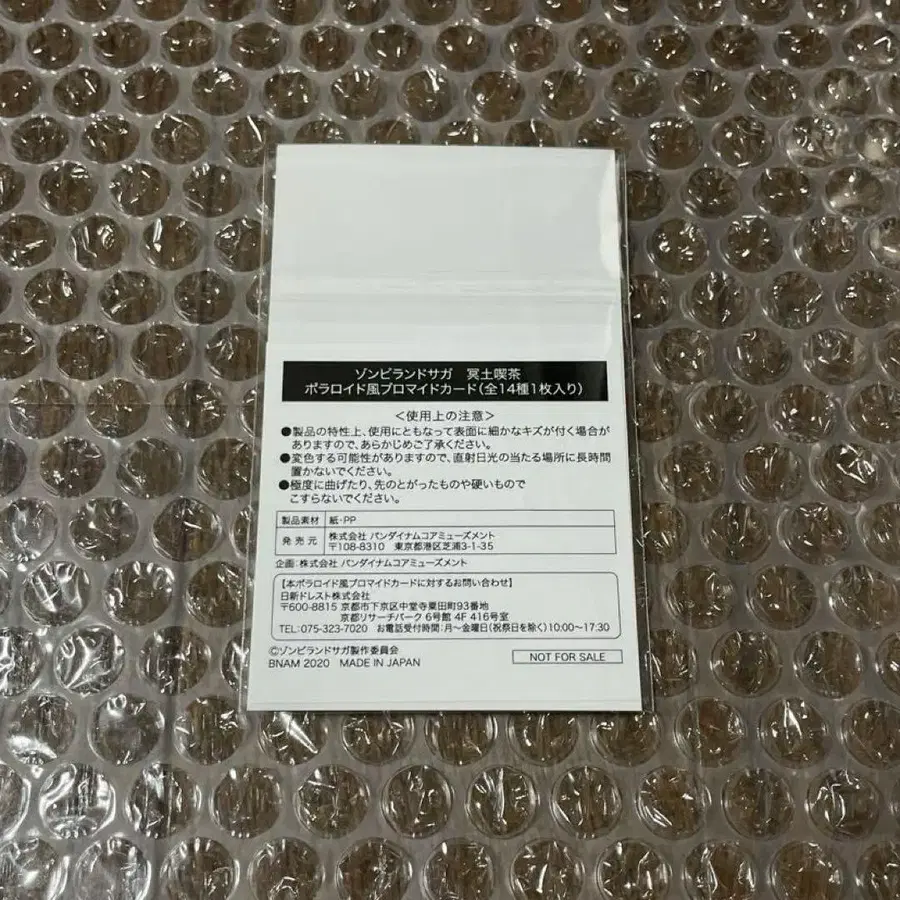 ゾンビランドサガ 冥土喫茶
ポラロイド風ブロマイドカード(全14種1枚入り)
＜使用上の注意＞
●製品の特性上、使用にともなって表面に細かなキズが付く場合が
ありますので、あらかじめご了承ください。
●変色する可能性がありますので、直射日光の当たる場所に長時間
置かないでください。
●極度に曲げたり、先のとがったものや硬いもので
こすらないでください。
製品素材 紙・PP
発売元 株式会社 バンダイナムコアミューズメント
〒108-8310 東京都港区芝浦3-1-35
企画：株式会社 バンダイナムコアミューズメント
【本ポラロイド風ブロマイドカードに対するお問い合わせ】
日新ドレスト株式会社
〒600-8815 京都市下京区中堂寺粟田町93番地
京都リサーチパーク 6号館 4F 416号室
TEL：075-323-7020 お電話受付時間：月～金曜日(祝祭日を除く)10:00～17:30
©ゾンビランドサガ製作委員会
BNAM 2020 MADE IN JAPAN
NOT FOR SALE